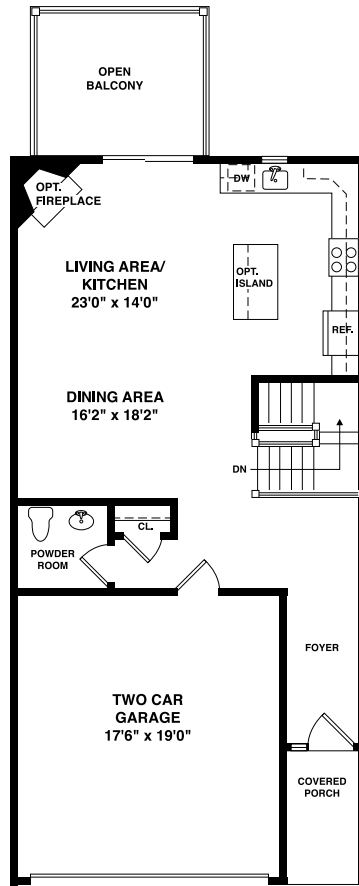 OPEN
BALCONY
OPT.
FIREPLACE
DW
LIVING AREA/
KITCHEN
23'0" x 14'0"
OPT.
ISLAND
REF.
DINING AREA
16'2" x 18'2"
DN
CL.
POWDER
ROOM
FOYER
TWO CAR
GARAGE
17'6" x 19'0"
COVERED
PORCH